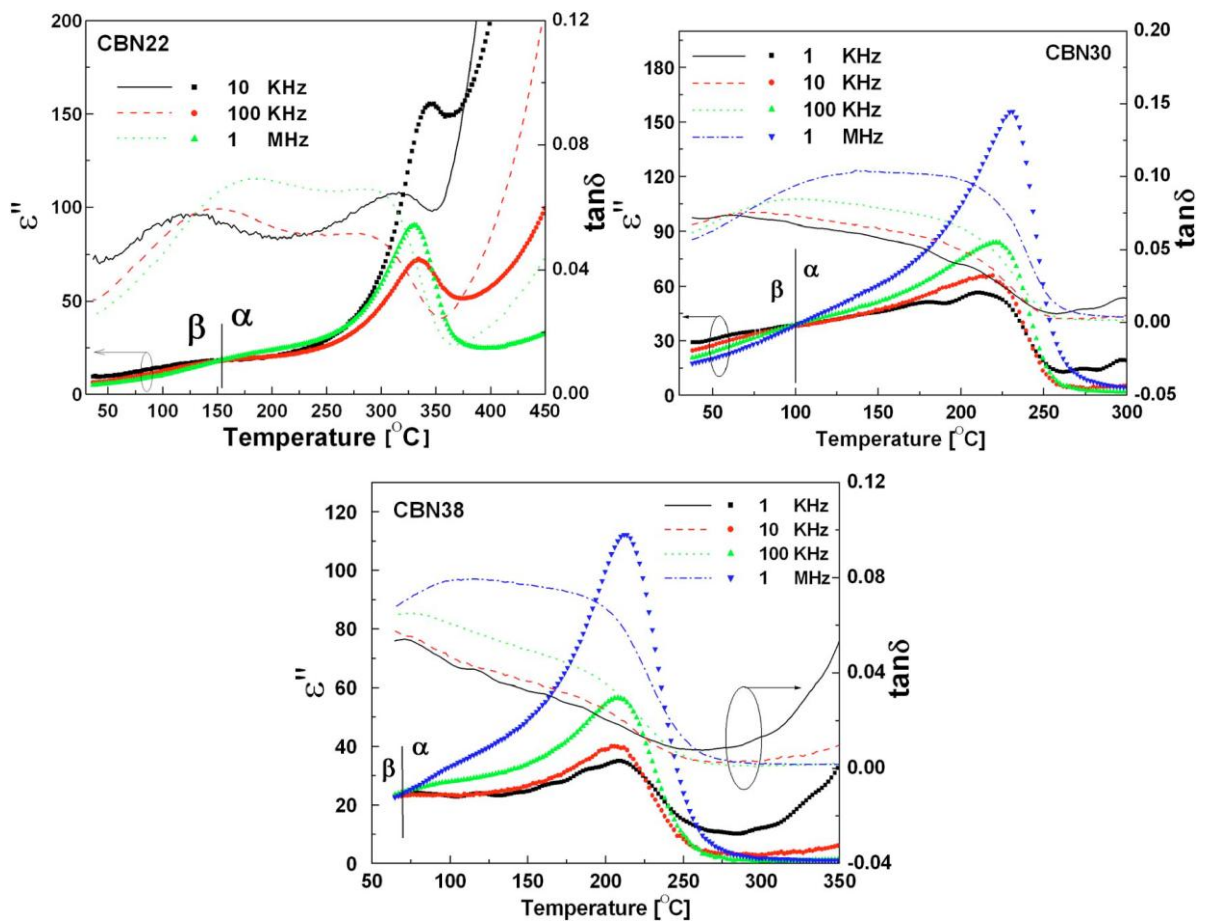 CBN22
10 KHz
100 KHz
1 MHz
200
150
100
50
0
ε"
0.12
0.08
0.04
0.00
tanδ
β α
50 100 150 200 250 300 350 400 450
Temperature [°C]
CBN30
1 KHz
10 KHz
100 KHz
1 MHz
180
150
120
90
60
30
0
ε"
0.20
0.15
0.10
0.05
0.00
-0.05
tanδ
β α
50 100 150 200 250 300
Temperature [°C]
CBN38
1 KHz
10 KHz
100 KHz
1 MHz
120
100
80
60
40
20
0
ε"
0.12
0.08
0.04
0.00
-0.04
tanδ
β α
50 100 150 200 250 300 350
Temperature [°C]